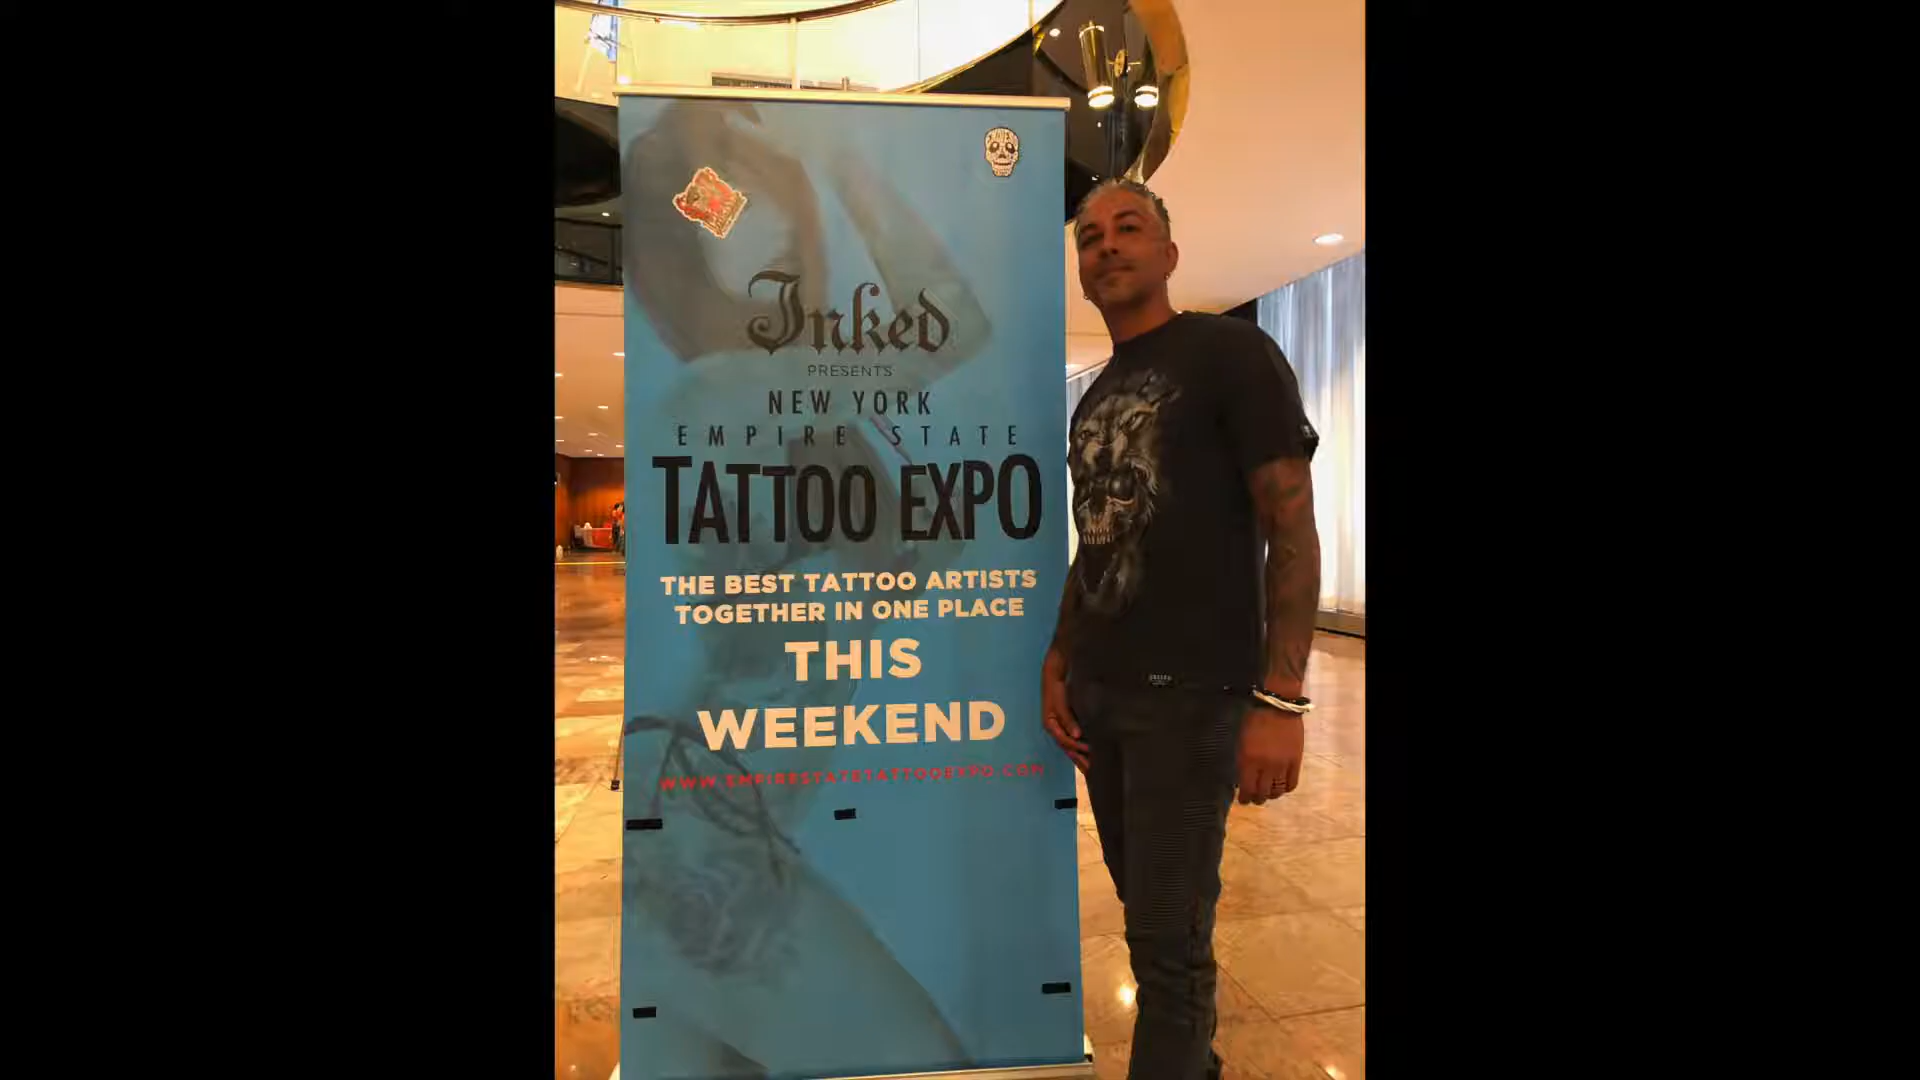 Inked
PRESENTS
NEW YORK
EMPIRE STATE
TATTOO EXPO
THE BEST TATTOO ARTISTS
TOGETHER IN ONE PLACE
THIS
WEEKEND
WWW.EMPIRESTATETATTOOEXPO.COM